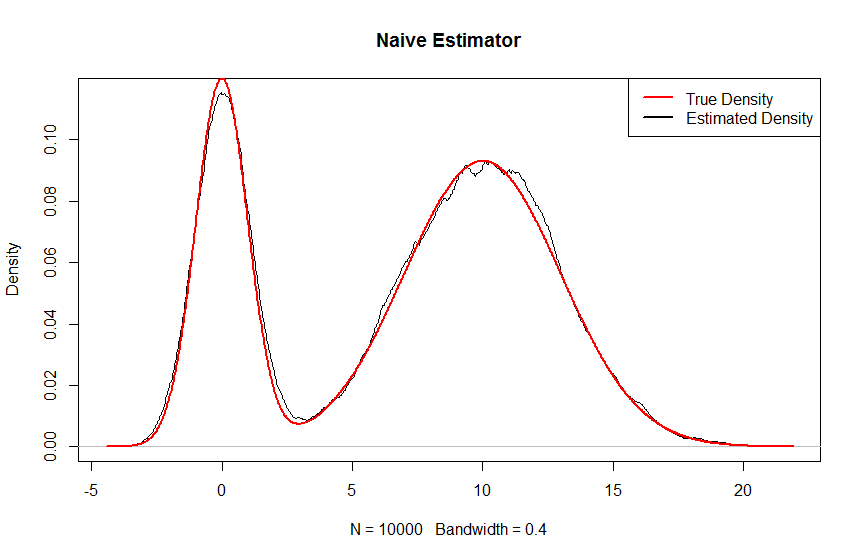 Naive Estimator
True Density
Estimated Density
Density
0.00
0.02
0.04
0.06
0.08
0.10
-5 0 5 10 15 20
N = 10000 Bandwidth = 0.4